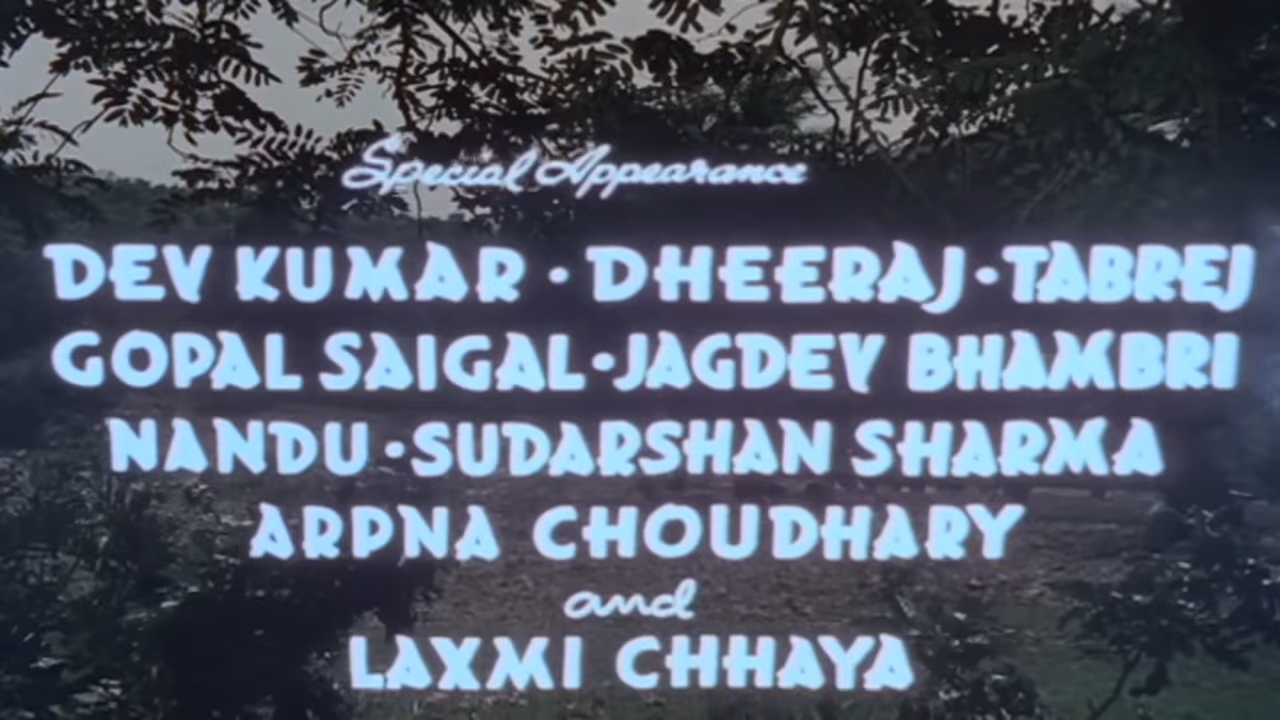 Special Appearance
DEV KUMAR • DHEERAJ • TABREJ
GOPAL SAIGAL • JAGDEV BHAMBRI
NANDU • SUDARSHAN SHARMA
ARPNA CHOUDHARY
and
LAXMI CHHAYA